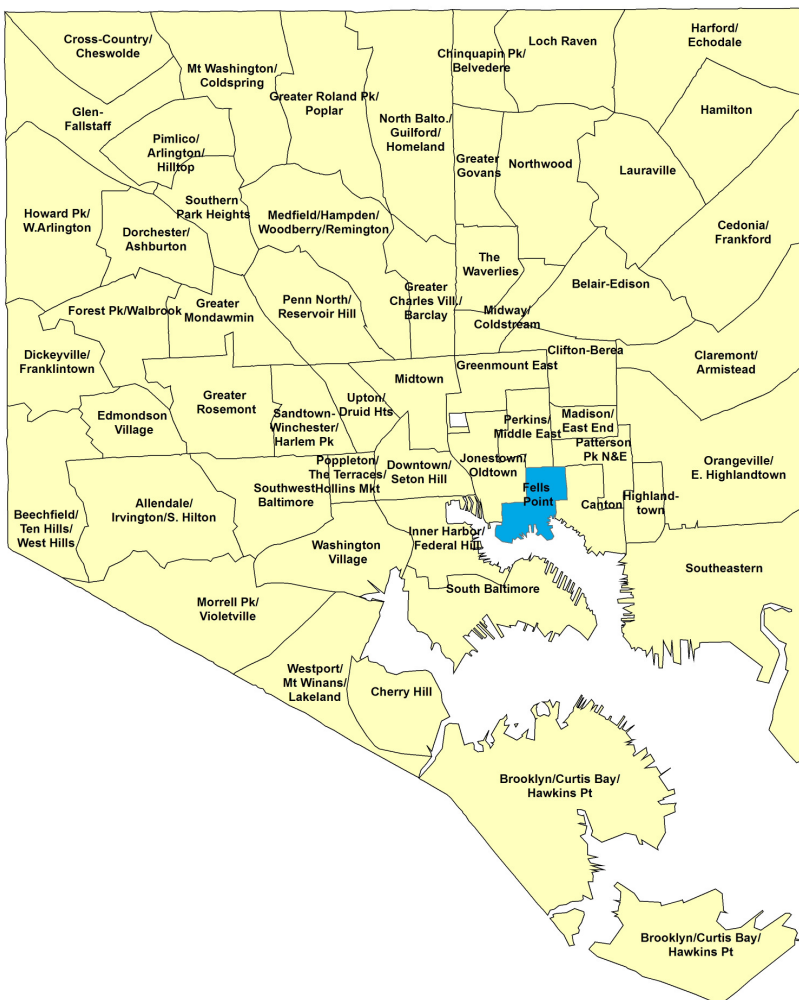 Cross-Country/
Cheswolde
Mt Washington/
Coldspring
Greater Roland Pk/
Poplar
North Balto./
Guilford/
Homeland
Chinquapin Pk/
Belvedere
Loch Raven
Harford/
Echodale
Glen-
Fallstaff
Pimlico/
Arlington/
Hilltop
Greater
Govans
Northwood
Lauraville
Hamilton
Howard Pk/
W.Arlington
Dorchester/
Ashburton
Southern
Park Heights
Medfield/Hampden/
Woodberry/Remington
The
Waverlies
Belair-Edison
Cedonia/
Frankford
Forest Pk/Walbrook
Greater
Mondawmin
Penn North/
Reservoir Hill
Greater
Charles Vill./
Barclay
Midway/
Coldstream
Dickeyville/
Franklintown
Edmondson
Village
Greater
Rosemont
Sandtown-
Winchester/
Harlem Pk
Upton/
Druid Hts
Midtown
Greenmount East
Clifton-Berea
Claremont/
Armistead
Perkins/
Middle East
Madison/
East End
Patterson
Pk N&E
Orangeville/
E. Highlandtown
Beechfield/
Ten Hills/
West Hills
Allendale/
Irvington/S. Hilton
Southwest
Baltimore
Poppleton/
The Terraces/
Hollins Mkt
Downtown/
Seton Hill
Jonestown/
Oldtown
Fells
Point
Canton
Highland-
town
Washington
Village
Inner Harbor/
Federal Hill
South Baltimore
Southeastern
Morrell Pk/
Violetville
Westport/
Mt Winans/
Lakeland
Cherry Hill
Brooklyn/Curtis Bay/
Hawkins Pt
Brooklyn/Curtis Bay/
Hawkins Pt